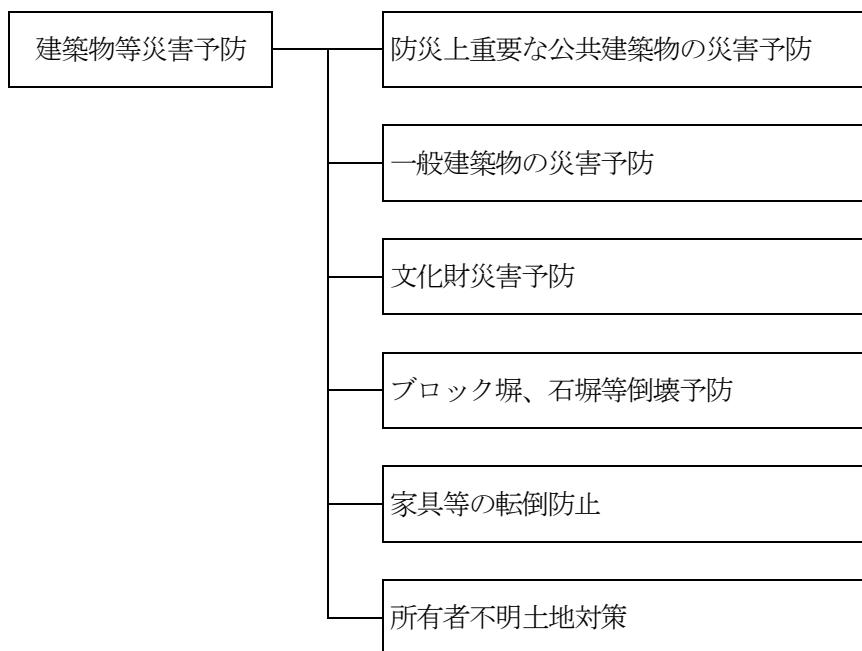 建築物等災害予防
防災上重要な公共建築物の災害予防
一般建築物の災害予防
文化財災害予防
ブロック塀、石塀等倒壊予防
家具等の転倒防止
所有者不明土地対策